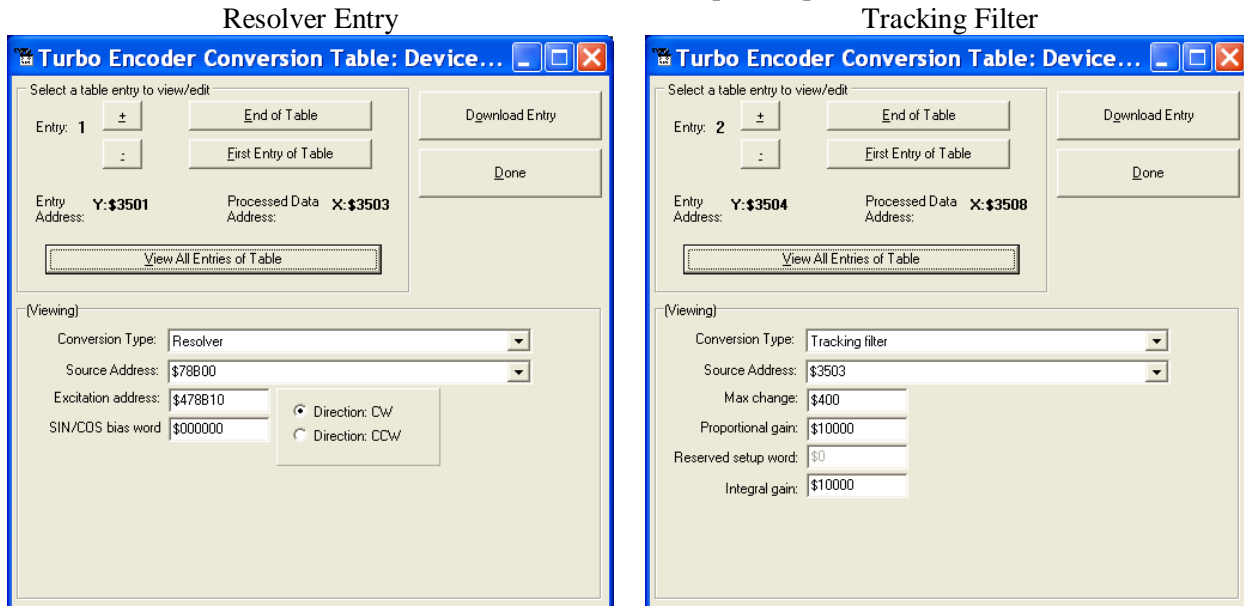 Resolver Entry
Turbo Encoder Conversion Table: Device...
Select a table entry to view/edit
Entry: 1
+
End of Table
Download Entry
-
First Entry of Table
Done
Entry Address: Y:$3501
Processed Data Address: X:$3503
View All Entries of Table
(Viewing)
Conversion Type: Resolver
Source Address: $78B00
Excitation address: $478B10
Direction: CW
SIN/COS bias word $000000
Direction: CCW
Tracking Filter
Turbo Encoder Conversion Table: Device...
Select a table entry to view/edit
Entry: 2
+
End of Table
Download Entry
-
First Entry of Table
Done
Entry Address: Y:$3504
Processed Data Address: X:$3508
View All Entries of Table
(Viewing)
Conversion Type: Tracking filter
Source Address: $3503
Max change: $400
Proportional gain: $10000
Reserved setup word: $0
Integral gain: $10000